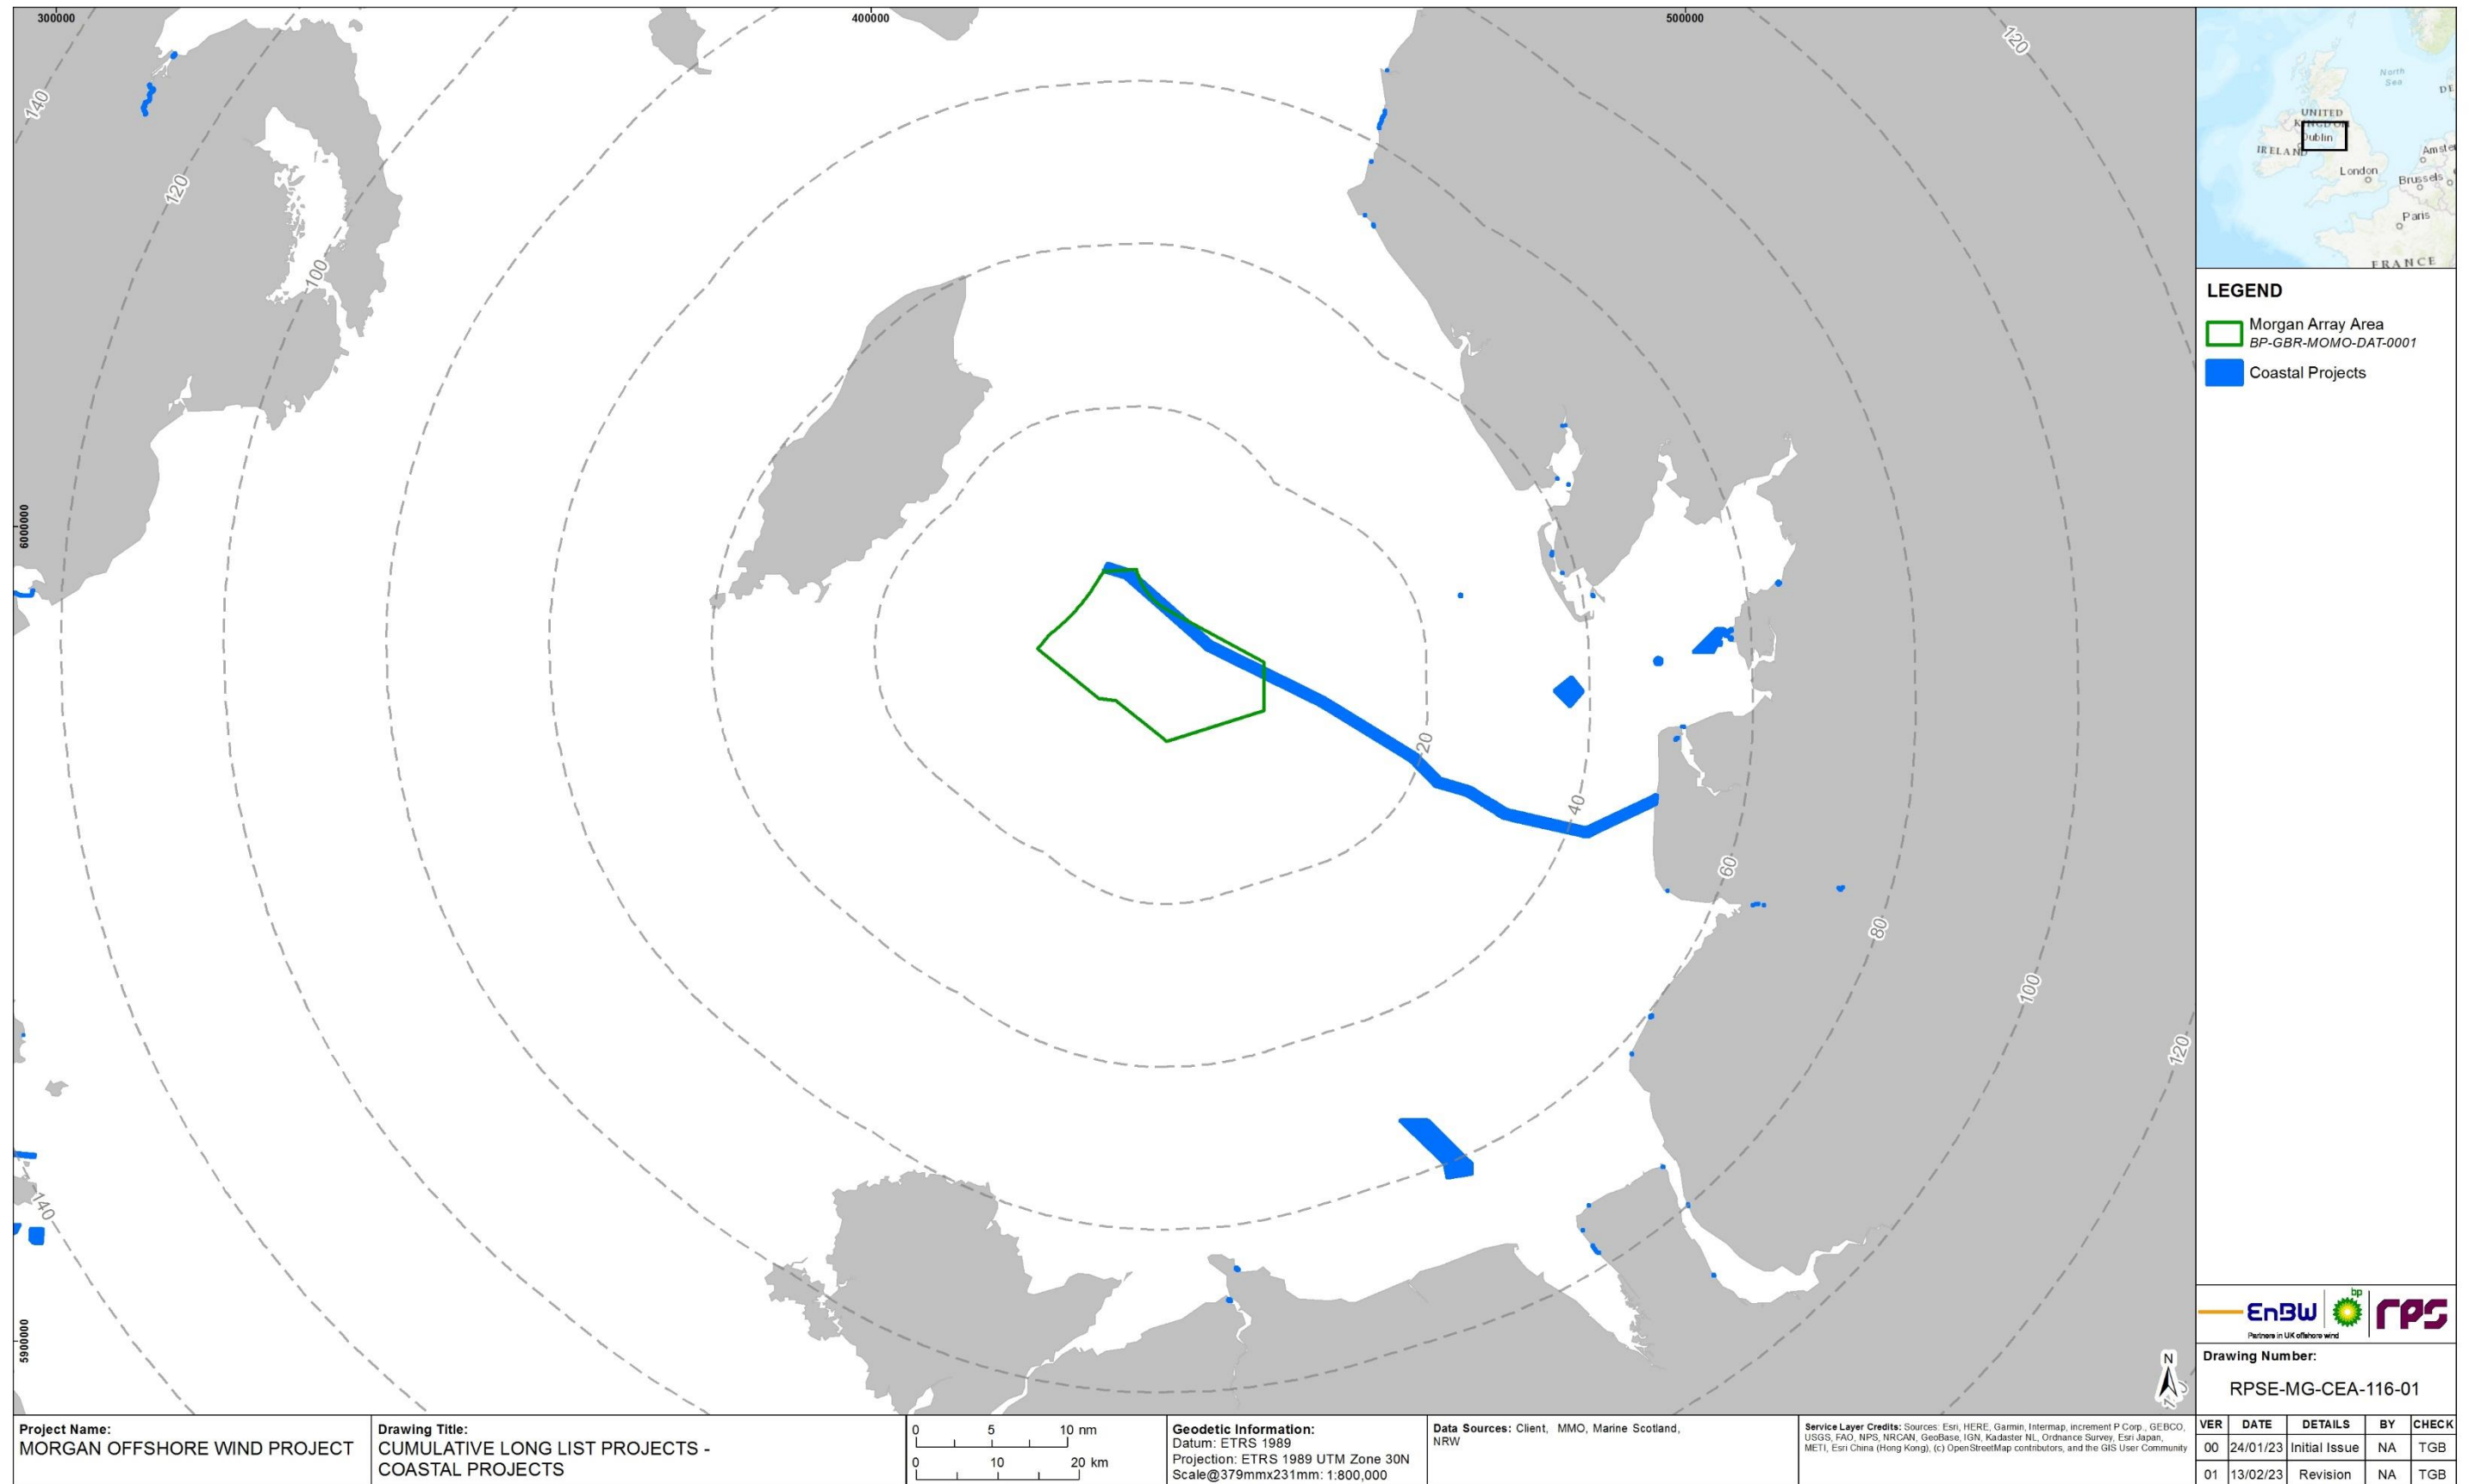 300000
400000
500000
6000000
5900000
140
120
100
120
20
40
60
80
100
120
140
North
Sea
DE
UNITED
KINGDOM
Dublin
IRELAND
London
Amste
Brussels
Paris
FRANCE
LEGEND
Morgan Array Area
BP-GBR-MOMO-DAT-0001
Coastal Projects
EnBW
bp
rps
Partners in UK offshore wind
Drawing Number:
RPSE-MG-CEA-116-01
N
Project Name:
MORGAN OFFSHORE WIND PROJECT
Drawing Title:
CUMULATIVE LONG LIST PROJECTS -
COASTAL PROJECTS
0 5 10 nm
0 10 20 km
Geodetic Information:
Datum: ETRS 1989
Projection: ETRS 1989 UTM Zone 30N
Scale@379mmx231mm: 1:800,000
Data Sources: Client, MMO, Marine Scotland,
NRW
Service Layer Credits: Sources: Esri, HERE, Garmin, Intermap, increment P Corp., GEBCO,
USGS, FAO, NPS, NRCAN, GeoBase, IGN, Kadaster NL, Ordnance Survey, Esri Japan,
METI, Esri China (Hong Kong), (c) OpenStreetMap contributors, and the GIS User Community
VER DATE DETAILS BY CHECK
00 24/01/23 Initial Issue NA TGB
01 13/02/23 Revision NA TGB